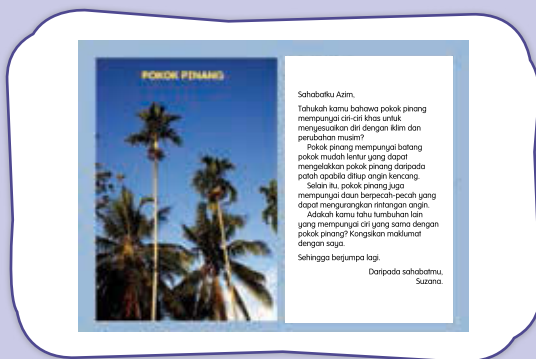 POKOK PINANG
Sahabatku Azim,
Tahukah kamu bahawa pokok pinang
mempunyai ciri-ciri khas untuk
menyesuaikan diri dengan iklim dan
perubahan musim?
Pokok pinang mempunyai batang
pokok mudah lentur yang dapat
mengelakkan pokok pinang daripada
patah apabila ditiup angin kencang.
Selain itu, pokok pinang juga
mempunyai daun berpecah-pecah yang
dapat mengurangkan rintangan angin.
Adakah kamu tahu tumbuhan lain
yang mempunyai ciri yang sama dengan
pokok pinang? Kongsikan maklumat
dengan saya.
Sehingga berjumpa lagi.
Daripada sahabatmu,
Suzana.